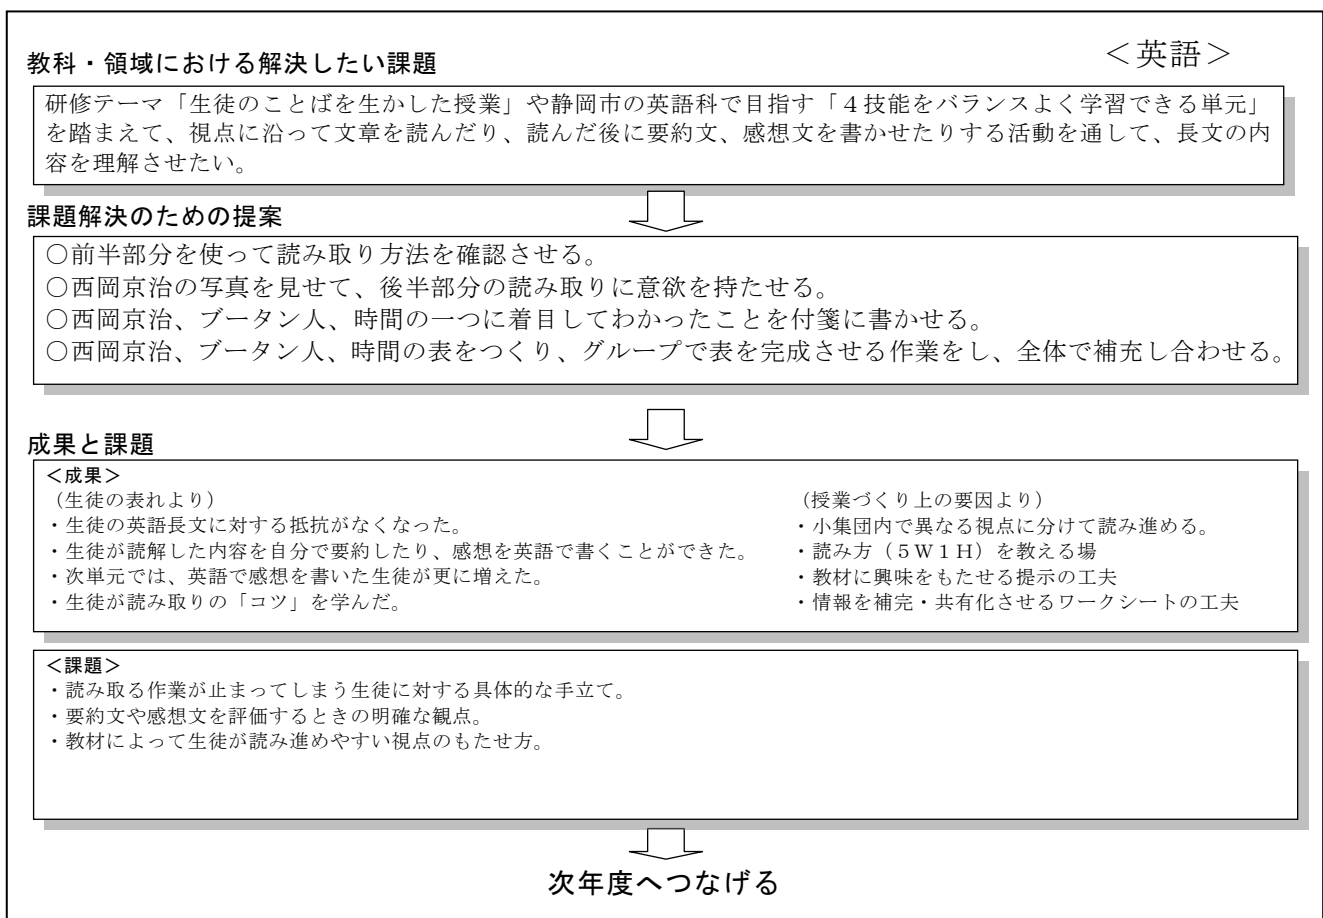 教科・領域における解決したい課題
＜英語＞
研修テーマ「生徒のことばを生かした授業」や静岡市の英語科で目指す「４技能をバランスよく学習できる単元」
を踏まえて、視点に沿って文章を読んだり、読んだ後に要約文、感想文を書かせたりする活動を通して、長文の内
容を理解させたい。
課題解決のための提案
○前半部分を使って読み取り方法を確認させる。
○西岡京治の写真を見せて、後半部分の読み取りに意欲を持たせる。
○西岡京治、ブータン人、時間の一つに着目してわかったことを付箋に書かせる。
○西岡京治、ブータン人、時間の表をつくり、グループで表を完成させる作業をし、全体で補充し合わせる。
成果と課題
＜成果＞
（生徒の表れより）
・生徒の英語長文に対する抵抗がなくなった。
・生徒が読解した内容を自分で要約したり、感想を英語で書くことができた。
・次単元では、英語で感想を書いた生徒が更に増えた。
・生徒が読み取りの「コツ」を学んだ。
（授業づくり上の要因より）
・小集団内で異なる視点に分けて読み進める。
・読み方（５Ｗ１Ｈ）を教える場
・教材に興味をもたせる提示の工夫
・情報を補完・共有化させるワークシートの工夫
＜課題＞
・読み取る作業が止まってしまう生徒に対する具体的な手立て。
・要約文や感想文を評価するときの明確な観点。
・教材によって生徒が読み進めやすい視点のもたせ方。
次年度へつなげる